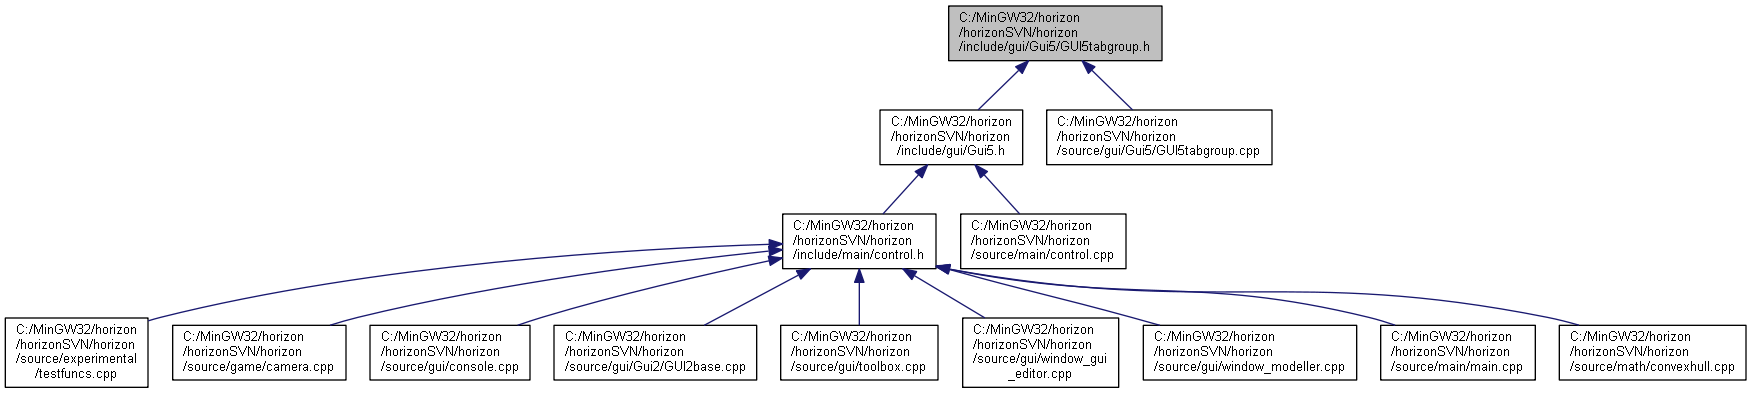 C:/MinGW32/horizon
/horizonSVN/horizon
/include/gui/Gui5/GUI5tabgroup.h
C:/MinGW32/horizon
/horizonSVN/horizon
/include/gui/Gui5.h
C:/MinGW32/horizon
/horizonSVN/horizon
/source/gui/Gui5/GUI5tabgroup.cpp
C:/MinGW32/horizon
/horizonSVN/horizon
/include/main/control.h
C:/MinGW32/horizon
/horizonSVN/horizon
/source/main/control.cpp
C:/MinGW32/horizon
/horizonSVN/horizon
/source/experimental
/testfuncs.cpp
C:/MinGW32/horizon
/horizonSVN/horizon
/source/game/camera.cpp
C:/MinGW32/horizon
/horizonSVN/horizon
/source/gui/console.cpp
C:/MinGW32/horizon
/horizonSVN/horizon
/source/gui/Gui2/GUI2base.cpp
C:/MinGW32/horizon
/horizonSVN/horizon
/source/gui/toolbox.cpp
C:/MinGW32/horizon
/horizonSVN/horizon
/source/gui/window_gui
_editor.cpp
C:/MinGW32/horizon
/horizonSVN/horizon
/source/gui/window_modeller.cpp
C:/MinGW32/horizon
/horizonSVN/horizon
/source/main/main.cpp
C:/MinGW32/horizon
/horizonSVN/horizon
/source/math/convexhull.cpp